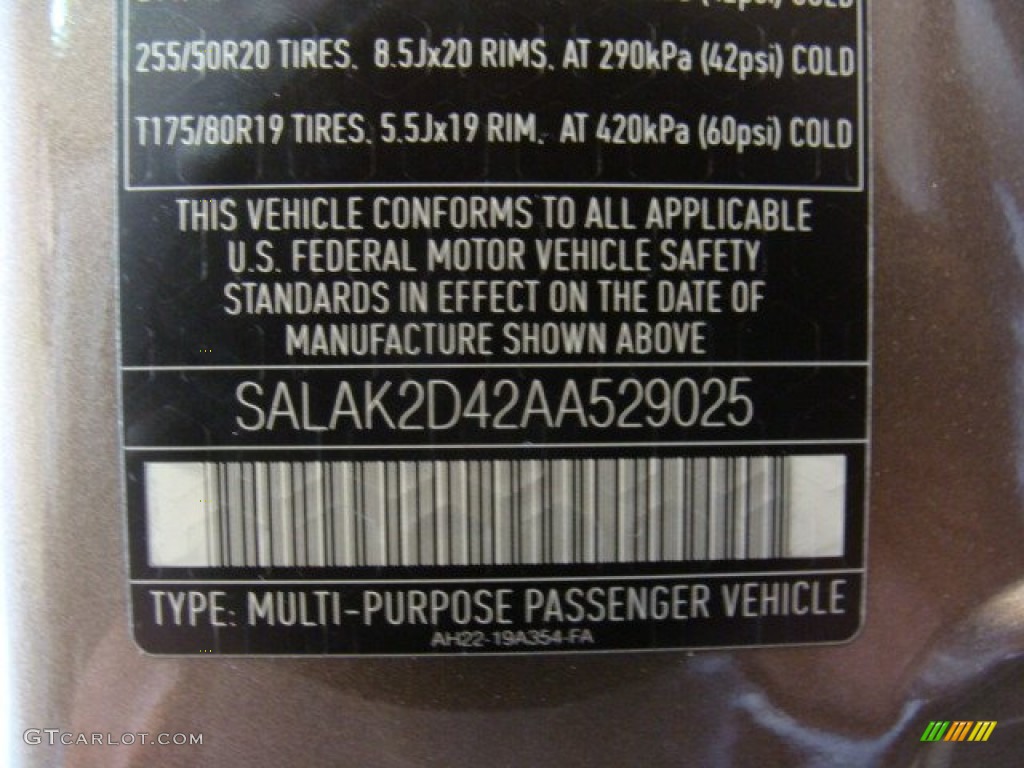 (42psi) COLD
255/50R20 TIRES. 8.5Jx20 RIMS. AT 290kPa (42psi) COLD
T175/80R19 TIRES. 5.5Jx19 RIM. AT 420kPa (60psi) COLD
THIS VEHICLE CONFORMS TO ALL APPLICABLE
U.S. FEDERAL MOTOR VEHICLE SAFETY
STANDARDS IN EFFECT ON THE DATE OF
MANUFACTURE SHOWN ABOVE
SALAK2D42AA529025
TYPE: MULTI-PURPOSE PASSENGER VEHICLE
AH22-19A354-FA
GTCARLOT.COM